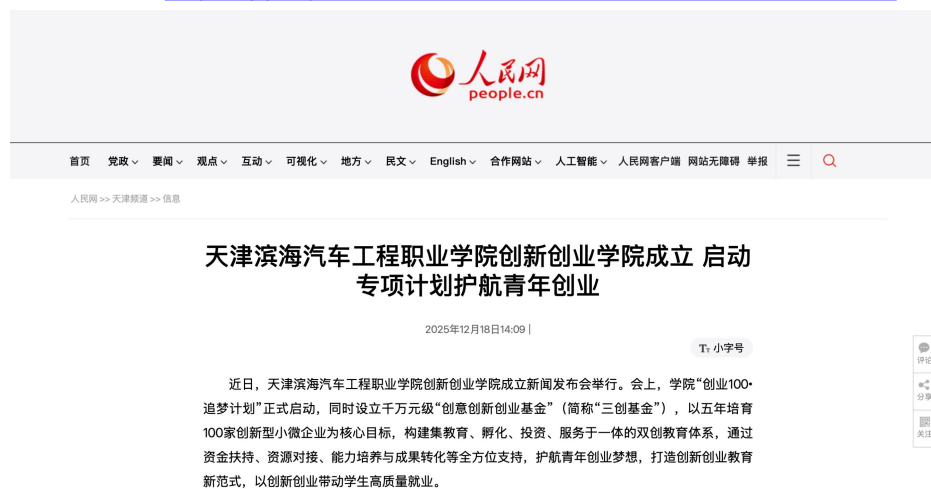 人民网
people.cn
首页 党政 要闻 观点 互动 可视化 地方 民文 English 合作网站 人工智能 人民网客户端 网站无障碍 举报
人民网 >> 天津频道 >> 信息
天津滨海汽车工程职业学院创新创业学院成立 启动
专项计划护航青年创业
2025年12月18日14:09 |
小字号
近日，天津滨海汽车工程职业学院创新创业学院成立新闻发布会举行。会上，学院“创业100•
追梦计划”正式启动，同时设立千万元级“创意创新创业基金”（简称“三创基金”），以五年培育
100家创新型小微企业为核心目标，构建集教育、孵化、投资、服务于一体的双创教育体系，通过
资金扶持、资源对接、能力培养与成果转化等全方位支持，护航青年创业梦想，打造创新创业教育
新范式，以创新创业带动学生高质量就业。
评论
分享
关注